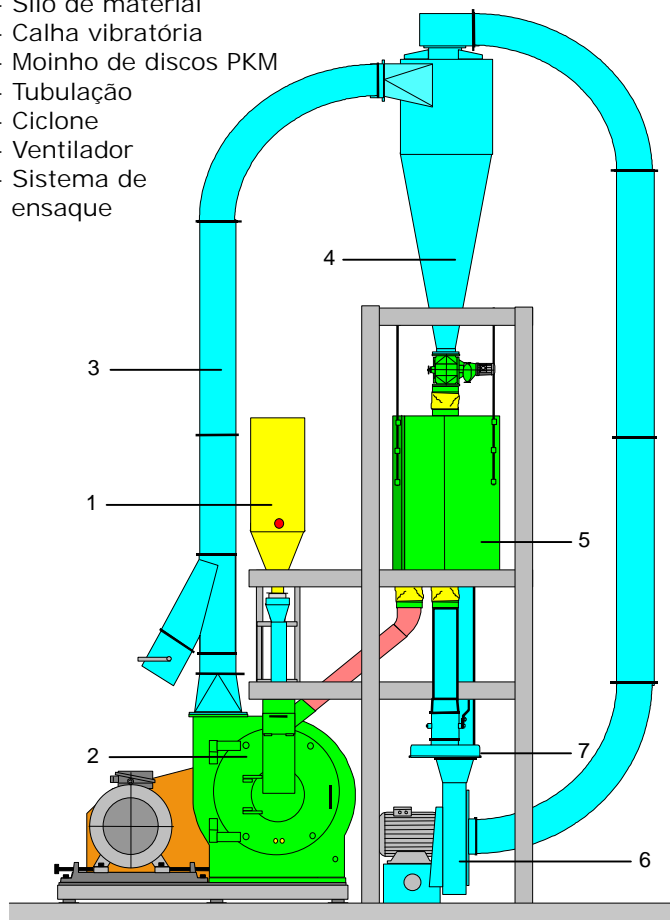 - Silo de material
- Calha vibratória
- Moinho de discos PKM
- Tubulação
- Ciclone
- Ventilador
- Sistema de
ensaque
4
3
1
5
2
7
6